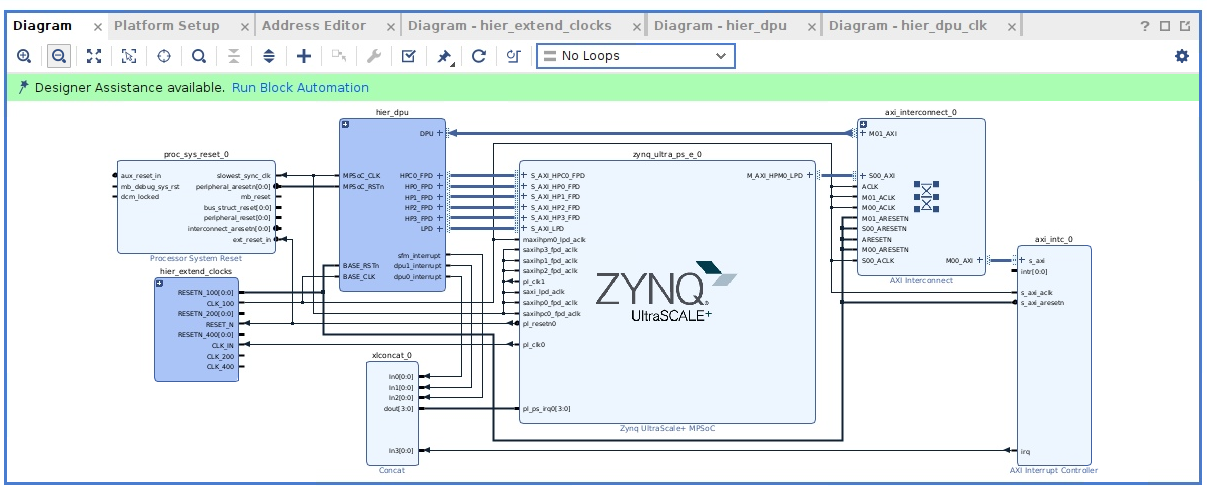 Diagram × Platform Setup × Address Editor × Diagram - hier_extend_clocks × Diagram - hier_dpu × Diagram - hier_dpu_clk ×
No Loops
Designer Assistance available. Run Block Automation
proc_sys_reset_0
aux_reset_in
mb_debug_sys_rst
dcm_locked
slowest_sync_clk
peripheral_aresetn[0:0]
mb_reset
bus_struct_reset[0:0]
peripheral_reset[0:0]
interconnect_aresetn[0:0]
ext_reset_in
Processor System Reset
hier_extend_clocks
RESETN_100[0:0]
CLK_100
RESETN_200[0:0]
RESET_N
RESETN_400[0:0]
CLK_IN
CLK_200
CLK_400
hier_dpu
DPU
MPSoC_CLK
MPSoC_RSTn
HPC0_FPD
HP0_FPD
HP1_FPD
HP2_FPD
HP3_FPD
LPD
sfm_interrupt
BASE_RSTn
dpu1_interrupt
BASE_CLK
dpu0_interrupt
xlconcat_0
In0[0:0]
In1[0:0]
In2[0:0]
dout[3:0]
In3[0:0]
Concat
zynq_ultra_ps_e_0
S_AXI_HPC0_FPD
S_AXI_HP0_FPD
S_AXI_HP1_FPD
S_AXI_HP2_FPD
S_AXI_HP3_FPD
S_AXI_LPD
maxihpm0_lpd_aclk
saxihp3_fpd_aclk
saxihp1_fpd_aclk
saxihp2_fpd_aclk
pl_clk1
saxi_lpd_aclk
saxihp0_fpd_aclk
saxihpc0_fpd_aclk
pl_resetn0
pl_clk0
pl_ps_irq0[3:0]
M_AXI_HPM0_LPD
ZYNQ
UltraSCALE+
Zynq UltraScale+ MPSoC
axi_interconnect_0
M01_AXI
S00_AXI
ACLK
M01_ACLK
M00_ACLK
M01_ARESETN
S00_ARESETN
ARESETN
M00_ARESETN
S00_ACLK
M00_AXI
AXI Interconnect
axi_intc_0
s_axi
intr[0:0]
s_axi_aclk
s_axi_aresetn
irq
AXI Interrupt Controller